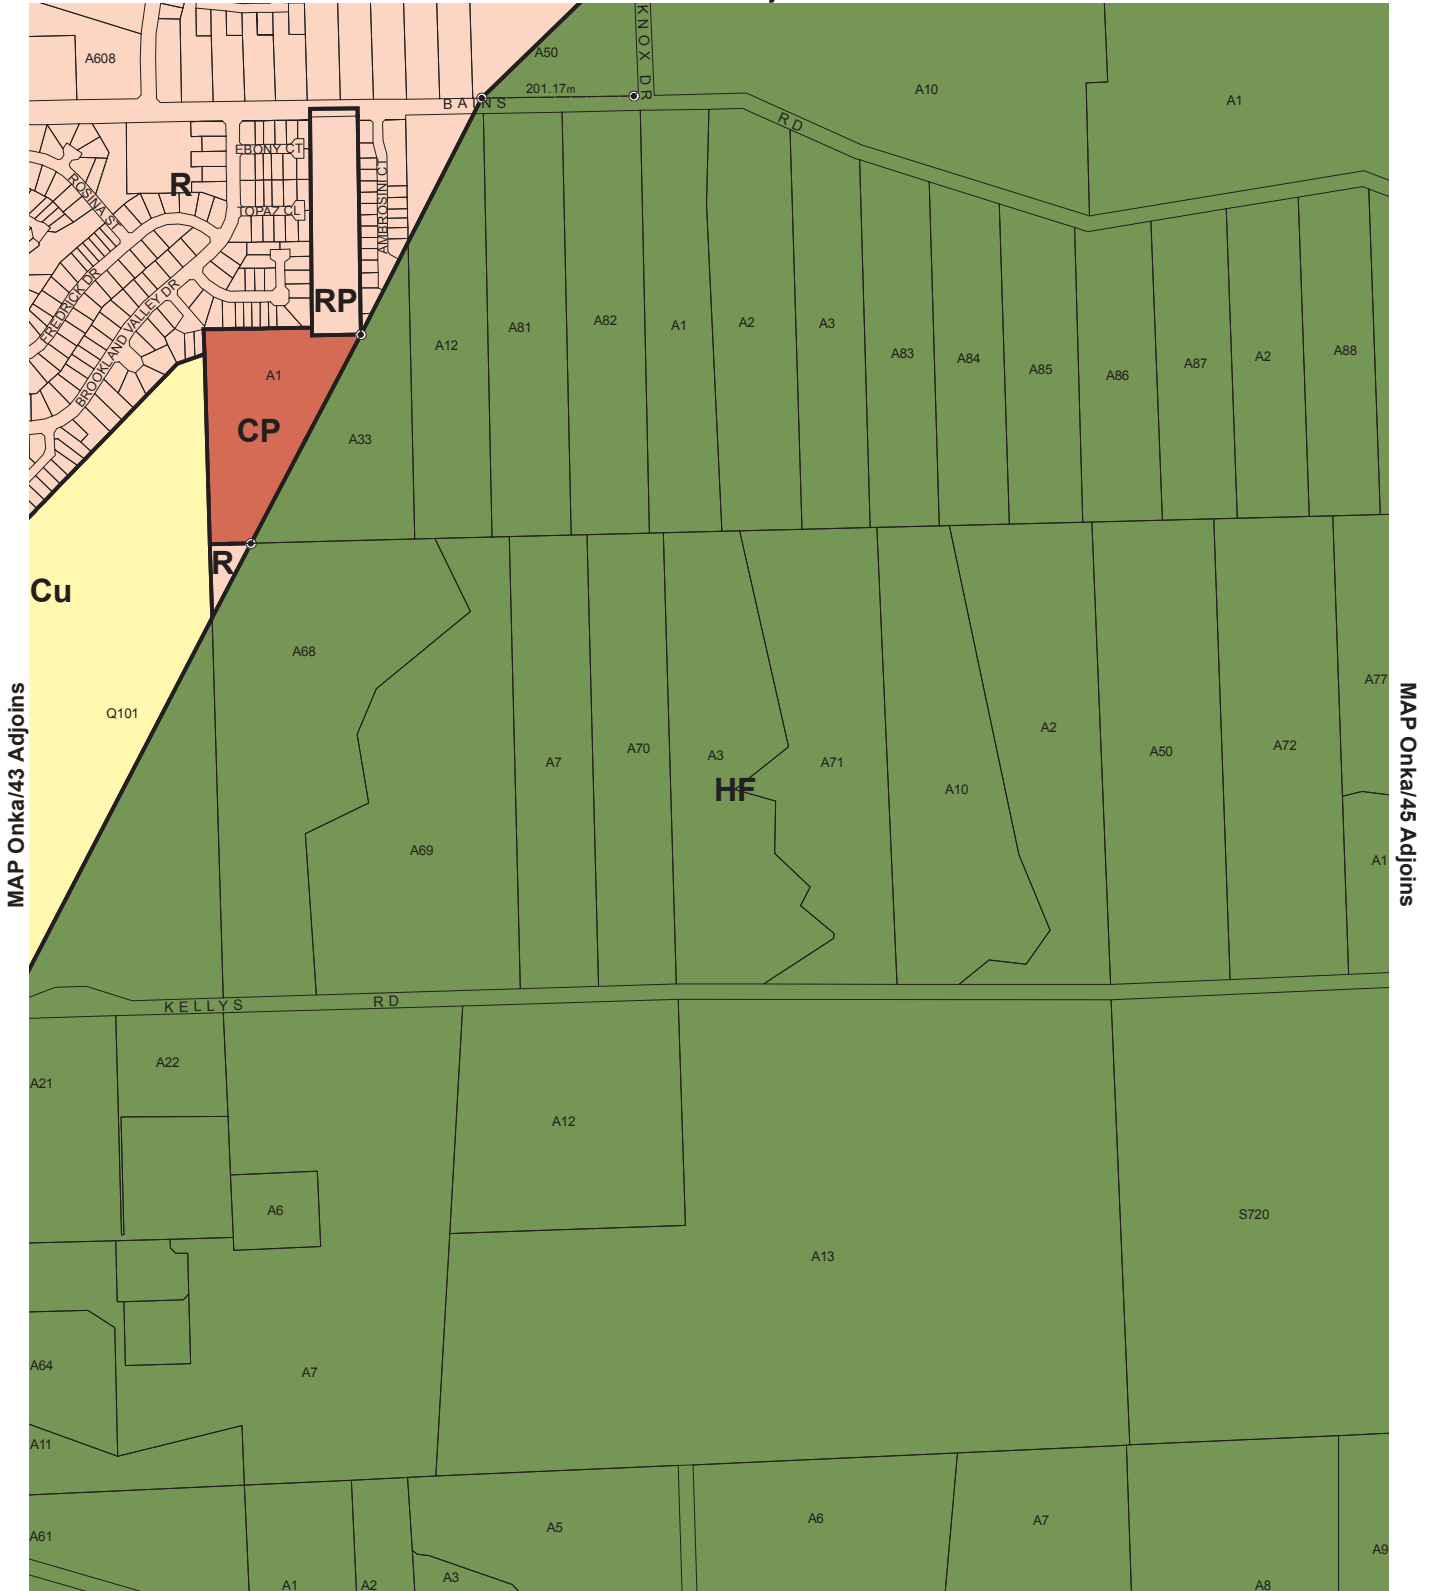 KNOX DR
A50
A608
201.17m
A10
BAINS
RD
A1
EBONY CT
R
ROSINA ST
TOPAZ CL
AMBROSINI CT
FREDRICK DR
BROOKLAND VALLEY DR
RP
A12
A81
A82
A1
A2
A3
A83
A84
A85
A86
A87
A2
A88
A1
CP
A33
R
Cu
A68
A77
MAP Onka/43 Adjoins
Q101
A7
A70
A3
A71
A2
A50
A72
HF
A10
MAP Onka/45 Adjoins
A69
A1
KELLYS
RD
A22
A21
A12
A6
S720
A13
A64
A7
A11
A61
A5
A6
A7
A9
A1
A2
A3
A8